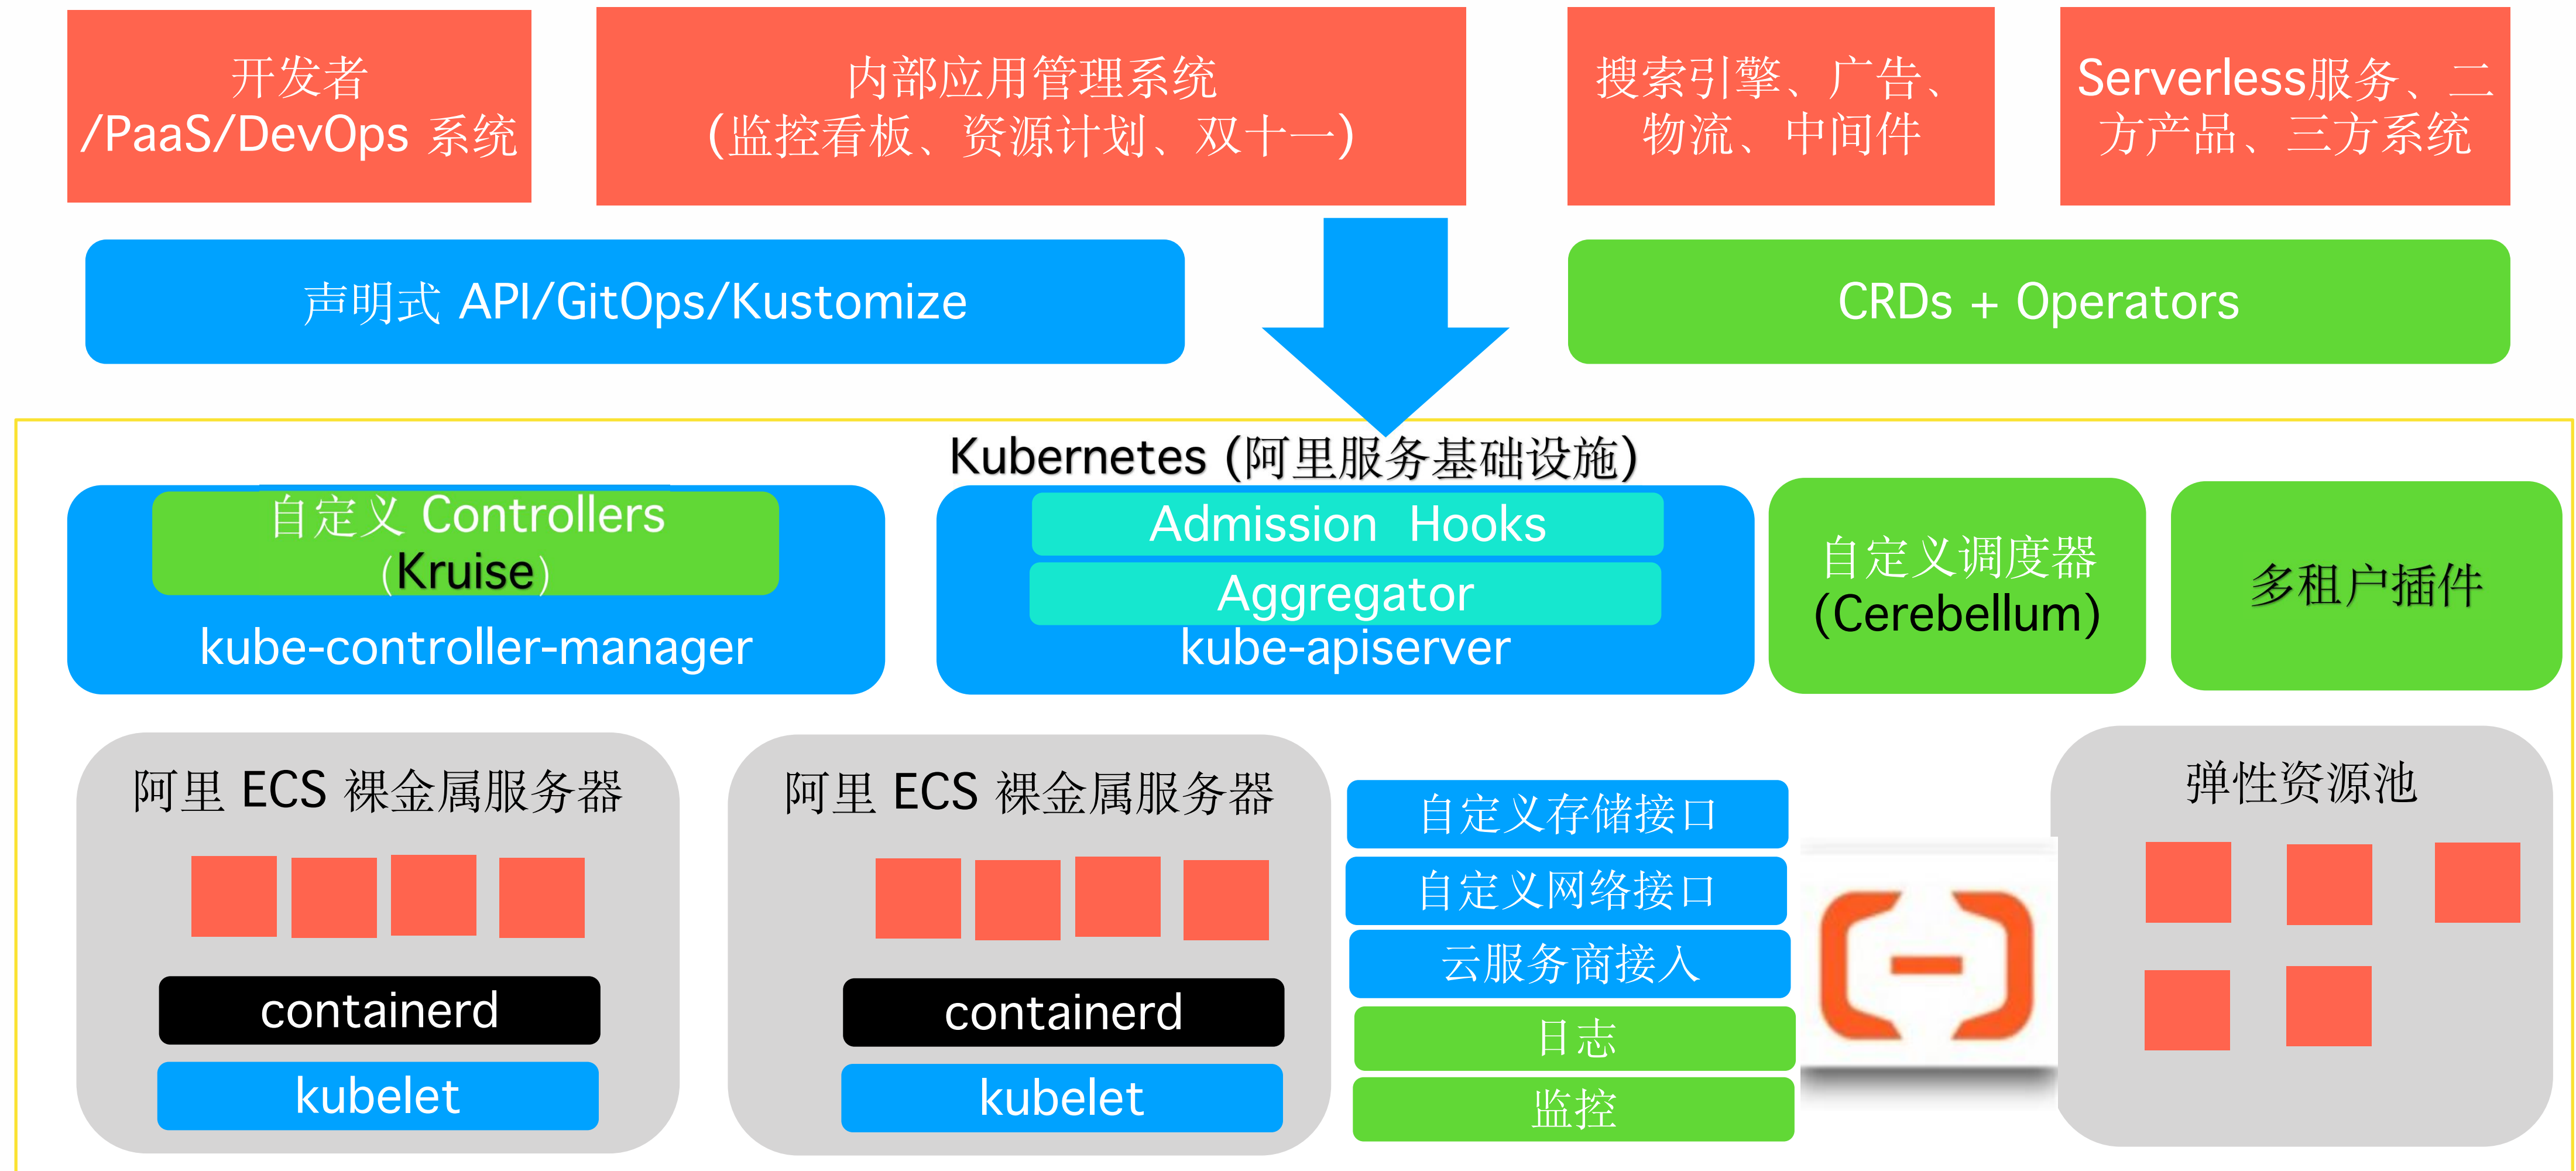 开发者
/PaaS/DevOps 系统
内部应用管理系统
(监控看板、资源计划、双十一)
搜索引擎、广告、
物流、中间件
Serverless服务、二
方产品、三方系统
声明式 API/GitOps/Kustomize
CRDs + Operators
Kubernetes (阿里服务基础设施)
自定义 Controllers
(Kruise)
kube-controller-manager
Admission Hooks
Aggregator
kube-apiserver
自定义调度器
(Cerebellum)
多租户插件
阿里 ECS 裸金属服务器
containerd
kubelet
阿里 ECS 裸金属服务器
containerd
kubelet
自定义存储接口
自定义网络接口
云服务商接入
日志
监控
弹性资源池